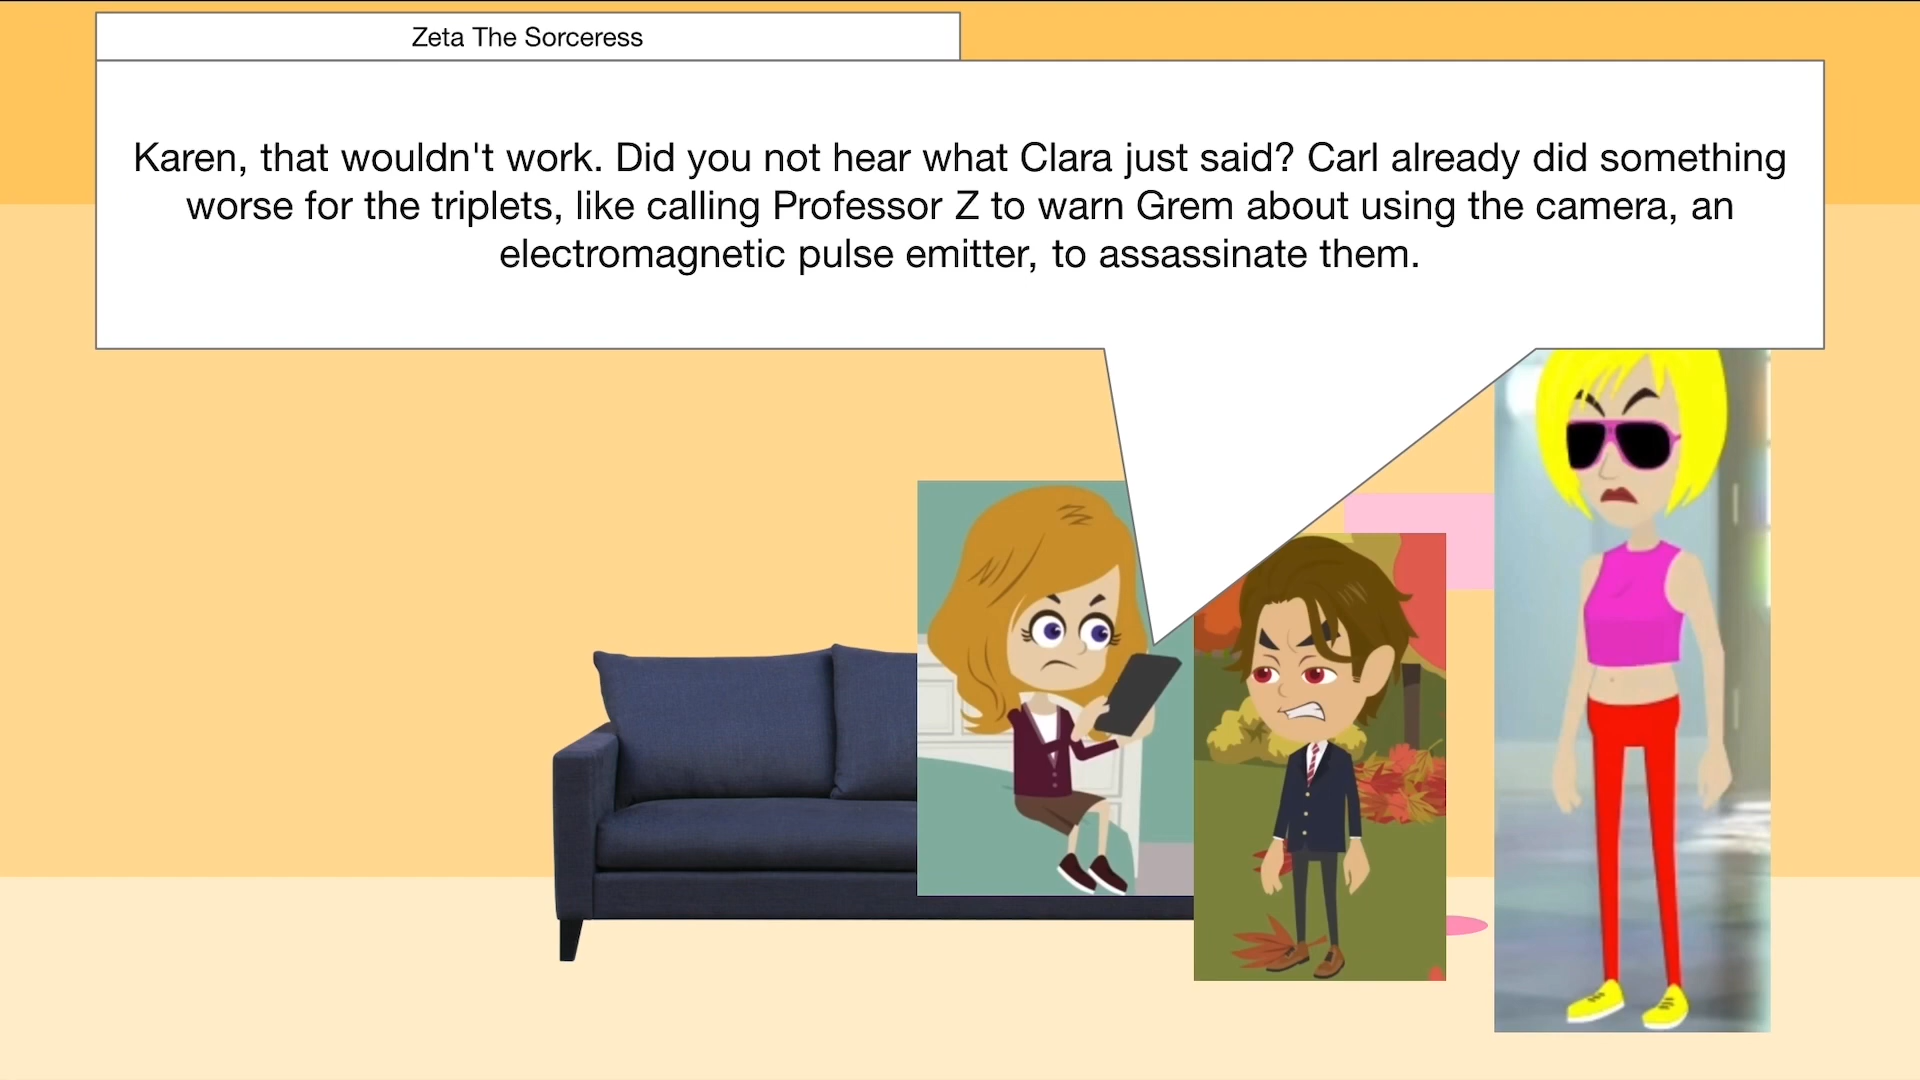 Zeta The Sorceress
Karen, that wouldn't work. Did you not hear what Clara just said? Carl already did something
worse for the triplets, like calling Professor Z to warn Grem about using the camera, an
electromagnetic pulse emitter, to assassinate them.